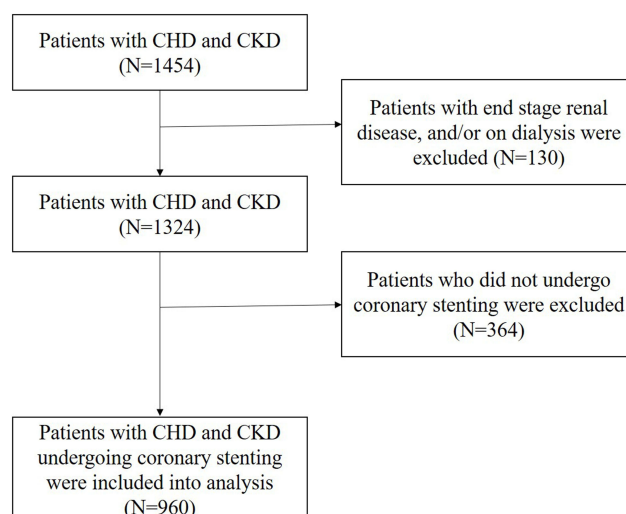 Patients with CHD and CKD
(N=1454)
Patients with end stage renal
disease, and/or on dialysis were
excluded (N=130)
Patients with CHD and CKD
(N=1324)
Patients who did not undergo
coronary stenting were excluded
(N=364)
Patients with CHD and CKD
undergoing coronary stenting
were included into analysis
(N=960)